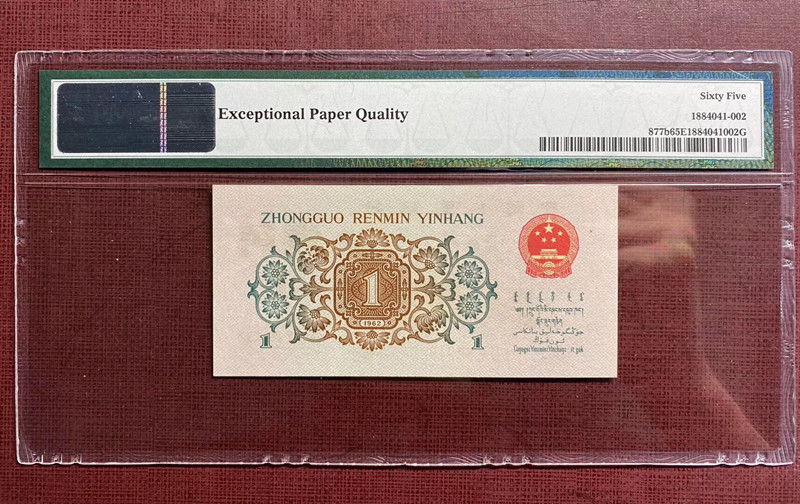 Exceptional Paper Quality
Sixty Five
1884041-002
877b65E1884041002G
ZHONGGUO RENMIN YINHANG
1
(1962)
1
1